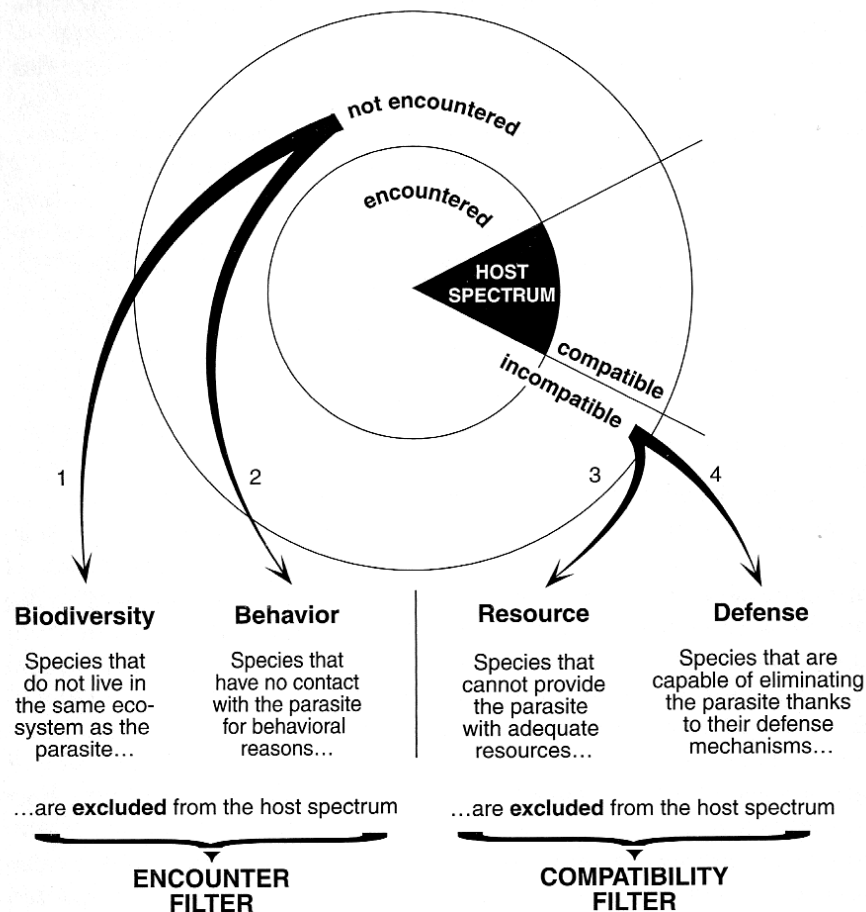 not encountered
encountered
HOST
SPECTRUM
compatible
incompatible
1
2
3
4
Biodiversity
Species that
do not live in
the same eco-
system as the
parasite...
Behavior
Species that
have no contact
with the parasite
for behavioral
reasons...
Resource
Species that
cannot provide
the parasite
with adequate
resources...
Defense
Species that are
capable of eliminating
the parasite thanks
to their defense
mechanisms...
...are excluded from the host spectrum
...are excluded from the host spectrum
ENCOUNTER
FILTER
COMPATIBILITY
FILTER